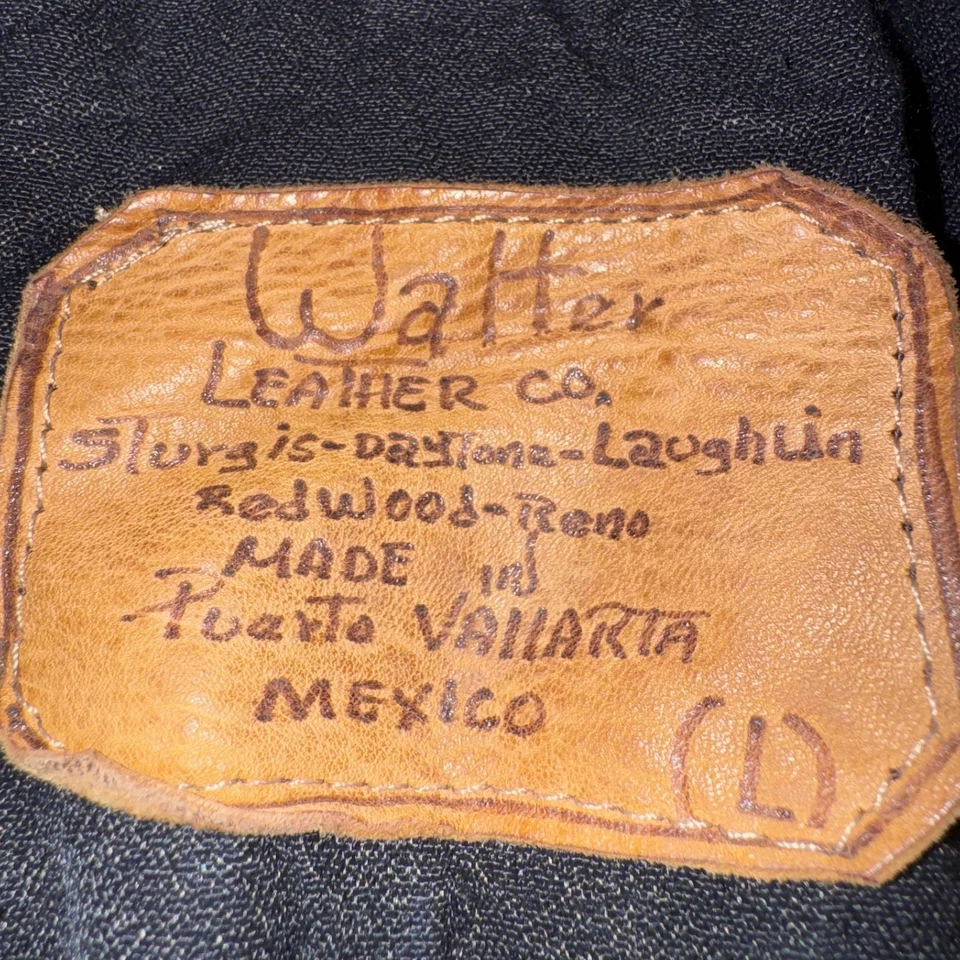 Walter
LEATHER CO.
STurgis-DayTona-Laughlin
RedWood-Reno
MADE in
PuerTo VALLARTA
MEXICO
(L)